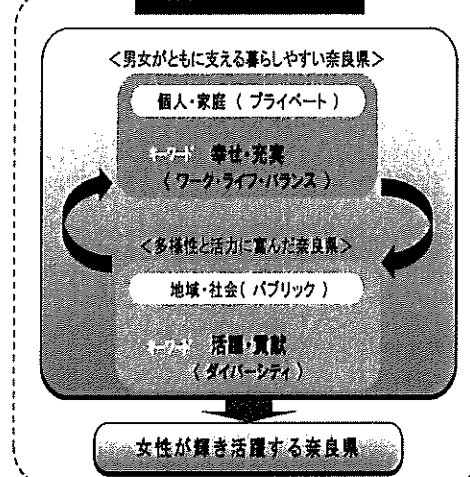 <男女がともに支える暮らしやすい奈良県>
個人・家庭（プライベート）
キーワード 幸せ・充実
（ワーク・ライフ・バランス）
<多様性と活力に富んだ奈良県>
地域・社会（パブリック）
キーワード 活躍・貢献
（ダイバーシティ）
女性が輝き活躍する奈良県